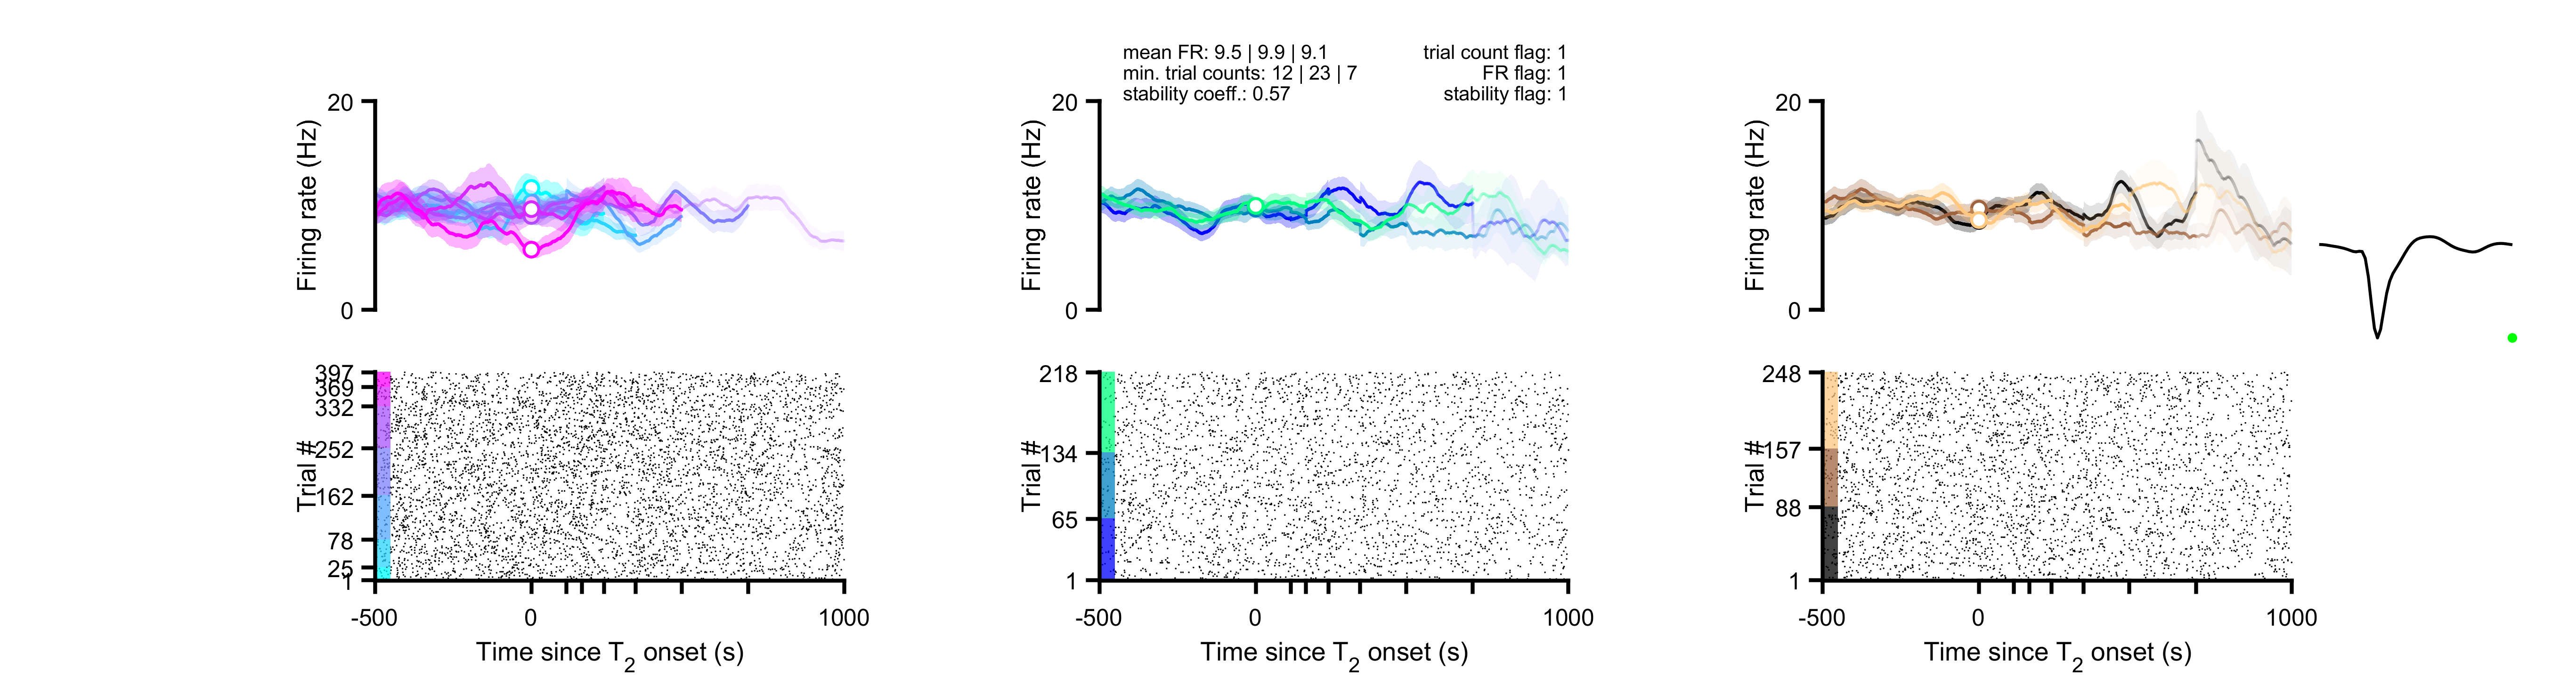 mean FR: 9.5 | 9.9 | 9.1
min. trial counts: 12 | 23 | 7
stability coeff.: 0.57
trial count flag: 1
FR flag: 1
stability flag: 1
20
Firing rate (Hz)
0
20
Firing rate (Hz)
0
20
Firing rate (Hz)
0
397
369
332
252
162
78
25
1
Trial #
-500
0
1000
Time since T2 onset (s)
218
134
65
1
Trial #
-500
0
1000
Time since T2 onset (s)
248
157
88
1
Trial #
-500
0
1000
Time since T2 onset (s)